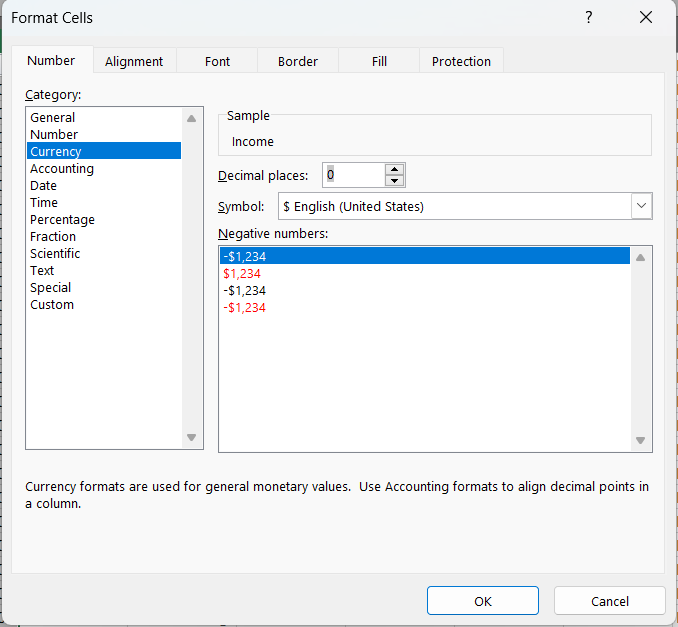 Format Cells
?
Number Alignment Font Border Fill Protection
Category:
General
Number
Currency
Accounting
Date
Time
Percentage
Fraction
Scientific
Text
Special
Custom
Sample
Income
Decimal places: 0
Symbol: $ English (United States)
Negative numbers:
-$1,234
$1,234
-$1,234
-$1,234
Currency formats are used for general monetary values.  Use Accounting formats to align decimal points in
a column.
OK Cancel